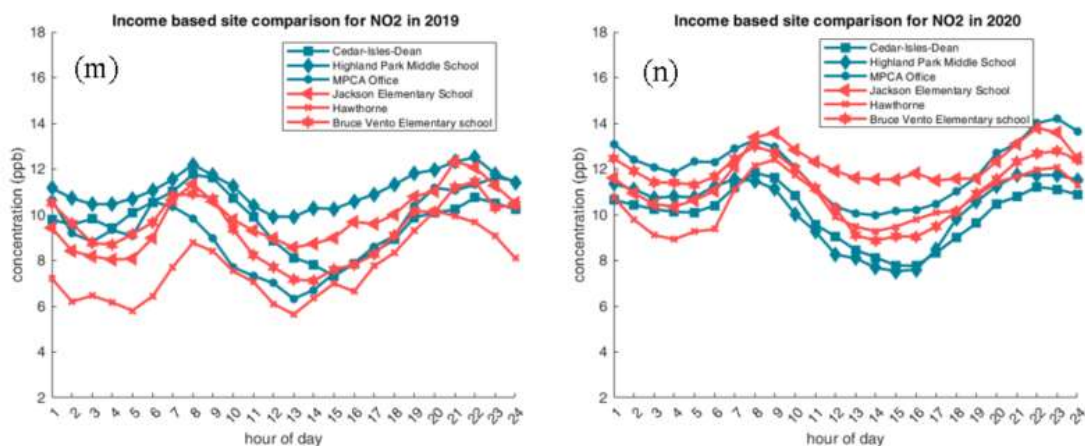 Income based site comparison for NO2 in 2019
(m)
Cedar-Isles-Dean
Highland Park Middle School
MPCA Office
Jackson Elementary School
Hawthorne
Bruce Vento Elementary school
concentration (ppb)
18
16
14
12
10
8
6
4
2
1 2 3 4 5 6 7 8 9 10 11 12 13 14 15 16 17 18 19 20 21 22 23 24
hour of day
Income based site comparison for NO2 in 2020
(n)
Cedar-Isles-Dean
Highland Park Middle School
MPCA Office
Jackson Elementary School
Hawthorne
Bruce Vento Elementary school
concentration (ppb)
18
16
14
12
10
8
6
4
2
1 2 3 4 5 6 7 8 9 10 11 12 13 14 15 16 17 18 19 20 21 22 23 24
hour of day